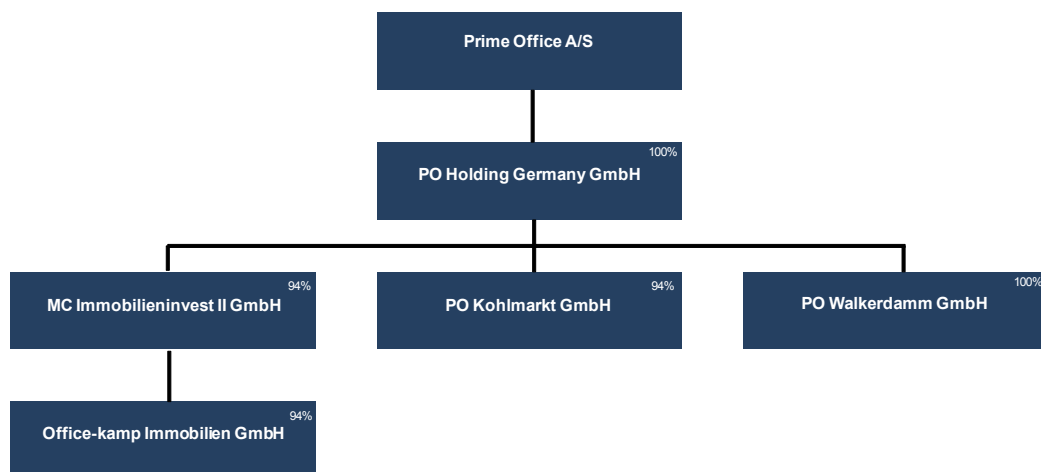 Prime Office A/S
100%
PO Holding Germany GmbH
94%
MC Immobilieninvest II GmbH
94%
PO Kohlmarkt GmbH
100%
PO Walkerdamm GmbH
94%
Office-kamp Immobilien GmbH